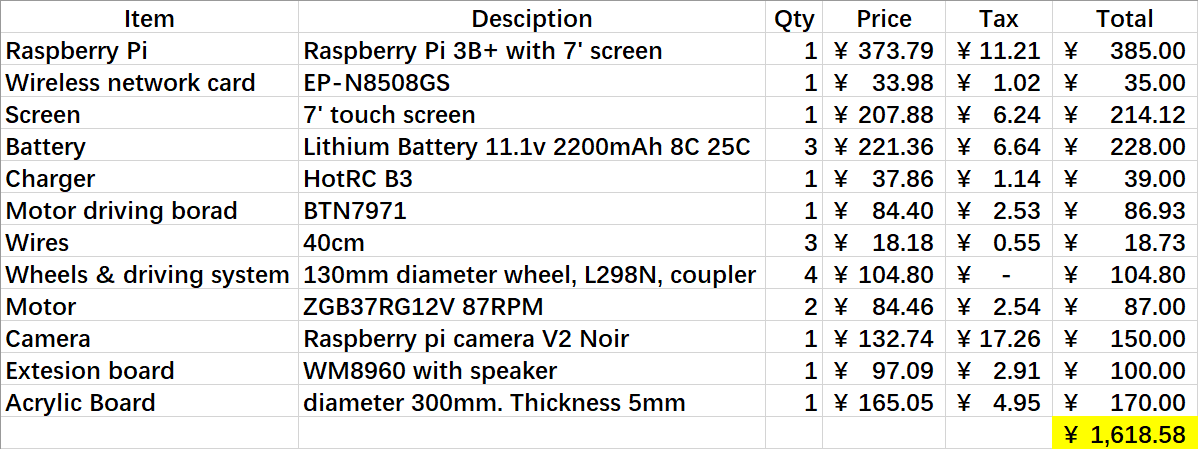 Item Desciption Qty Price Tax Total
Raspberry Pi Raspberry Pi 3B+ with 7' screen 1 ¥ 373.79 ¥ 11.21 ¥ 385.00
Wireless network card EP-N8508GS 1 ¥ 33.98 ¥ 1.02 ¥ 35.00
Screen 7' touch screen 1 ¥ 207.88 ¥ 6.24 ¥ 214.12
Battery Lithium Battery 11.1v 2200mAh 8C 25C 3 ¥ 221.36 ¥ 6.64 ¥ 228.00
Charger HotRC B3 1 ¥ 37.86 ¥ 1.14 ¥ 39.00
Motor driving borad BTN7971 1 ¥ 84.40 ¥ 2.53 ¥ 86.93
Wires 40cm 3 ¥ 18.18 ¥ 0.55 ¥ 18.73
Wheels & driving system 130mm diameter wheel, L298N, coupler 4 ¥ 104.80 ¥ - ¥ 104.80
Motor ZGB37RG12V 87RPM 2 ¥ 84.46 ¥ 2.54 ¥ 87.00
Camera Raspberry pi camera V2 Noir 1 ¥ 132.74 ¥ 17.26 ¥ 150.00
Extesion board WM8960 with speaker 1 ¥ 97.09 ¥ 2.91 ¥ 100.00
Acrylic Board diameter 300mm. Thickness 5mm 1 ¥ 165.05 ¥ 4.95 ¥ 170.00
¥ 1,618.58